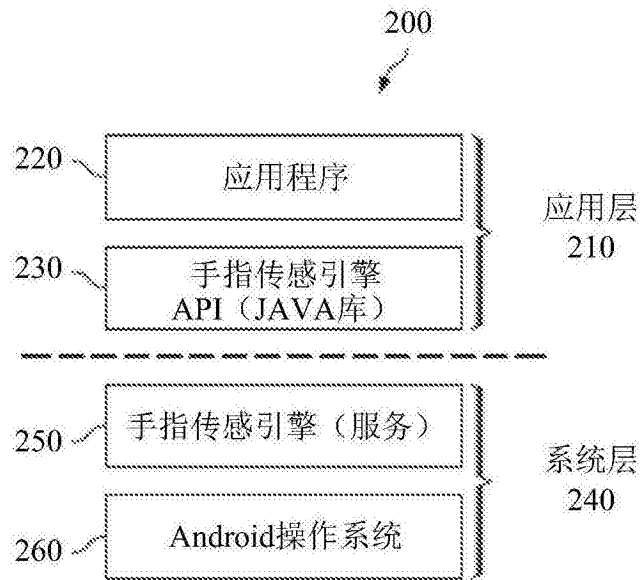 200
220
应用程序
应用层
210
230
手指传感引擎
API（JAVA库）
250
手指传感引擎（服务）
系统层
240
260
Android操作系统